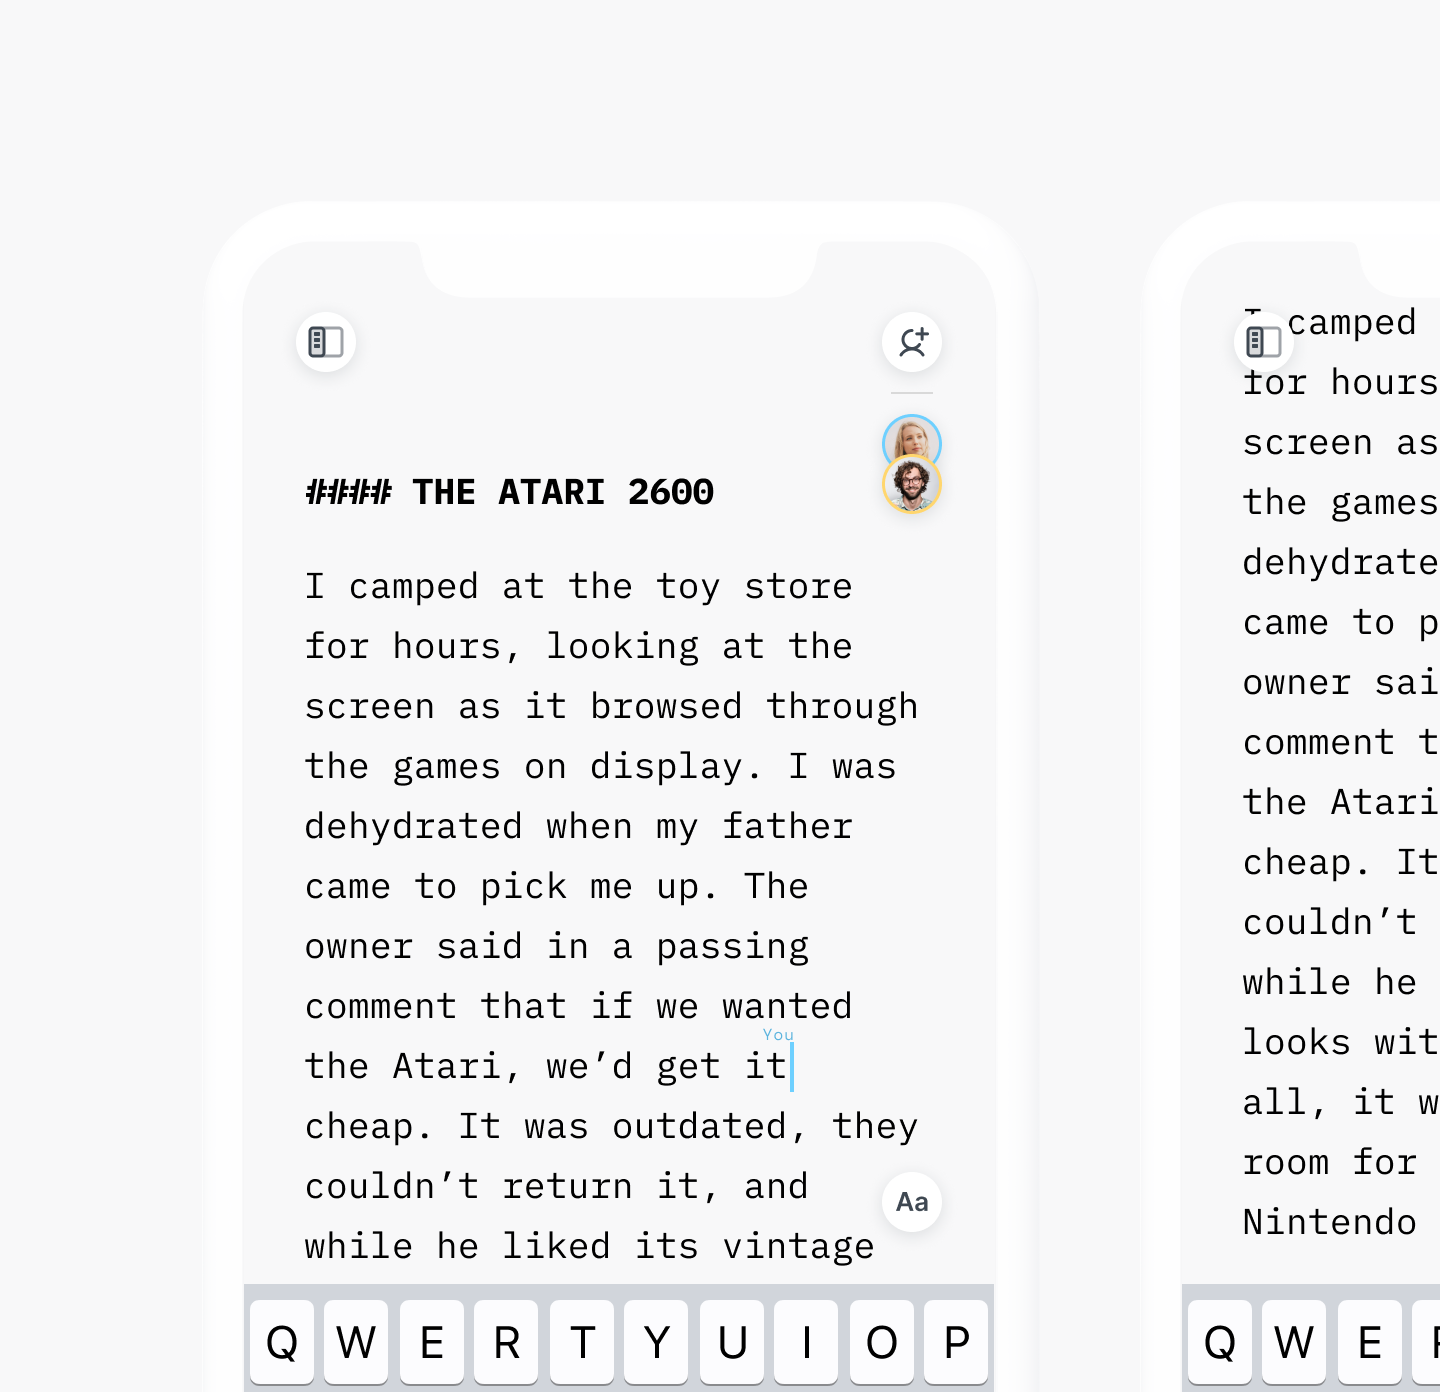 #### THE ATARI 2600
I camped at the toy store
for hours, looking at the
screen as it browsed through
the games on display. I was
dehydrated when my father
came to pick me up. The
owner said in a passing
comment that if we wanted
You
the Atari, we’d get it
cheap. It was outdated, they
couldn’t return it, and
Aa
while he liked its vintage
Q W E R T Y U I O P
I camped
for hours
screen as
the games
dehydrate
came to p
owner sai
comment t
the Atari
cheap. It
couldn’t
while he
looks wit
all, it w
room for
Nintendo
Q W E R